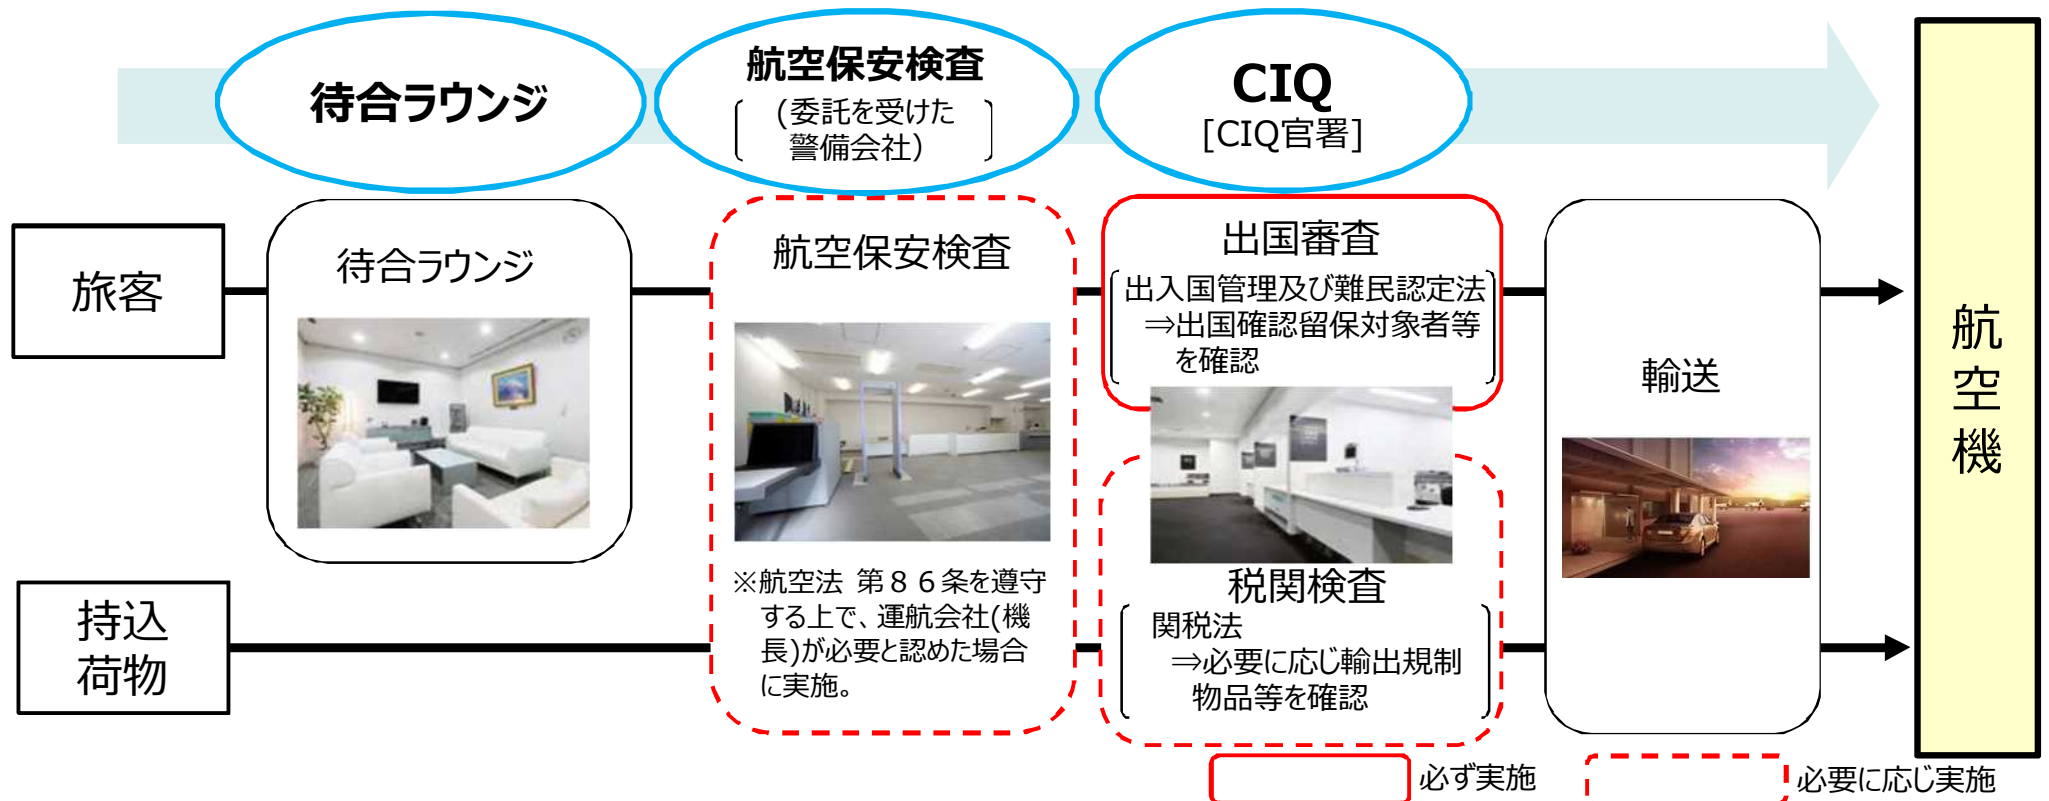 待合ラウンジ
航空保安検査
(委託を受けた
警備会社)
CIQ
[CIQ官署]
旅客
待合ラウンジ
航空保安検査
※航空法 第86条を遵守
する上で、運航会社(機
長)が必要と認めた場合
に実施。
出国審査
出入国管理及び難民認定法
⇒出国確認留保対象者等
を確認
税関検査
関税法
⇒必要に応じ輸出規制
物品等を確認
輸送
持込
荷物
航空機
必ず実施
必要に応じ実施